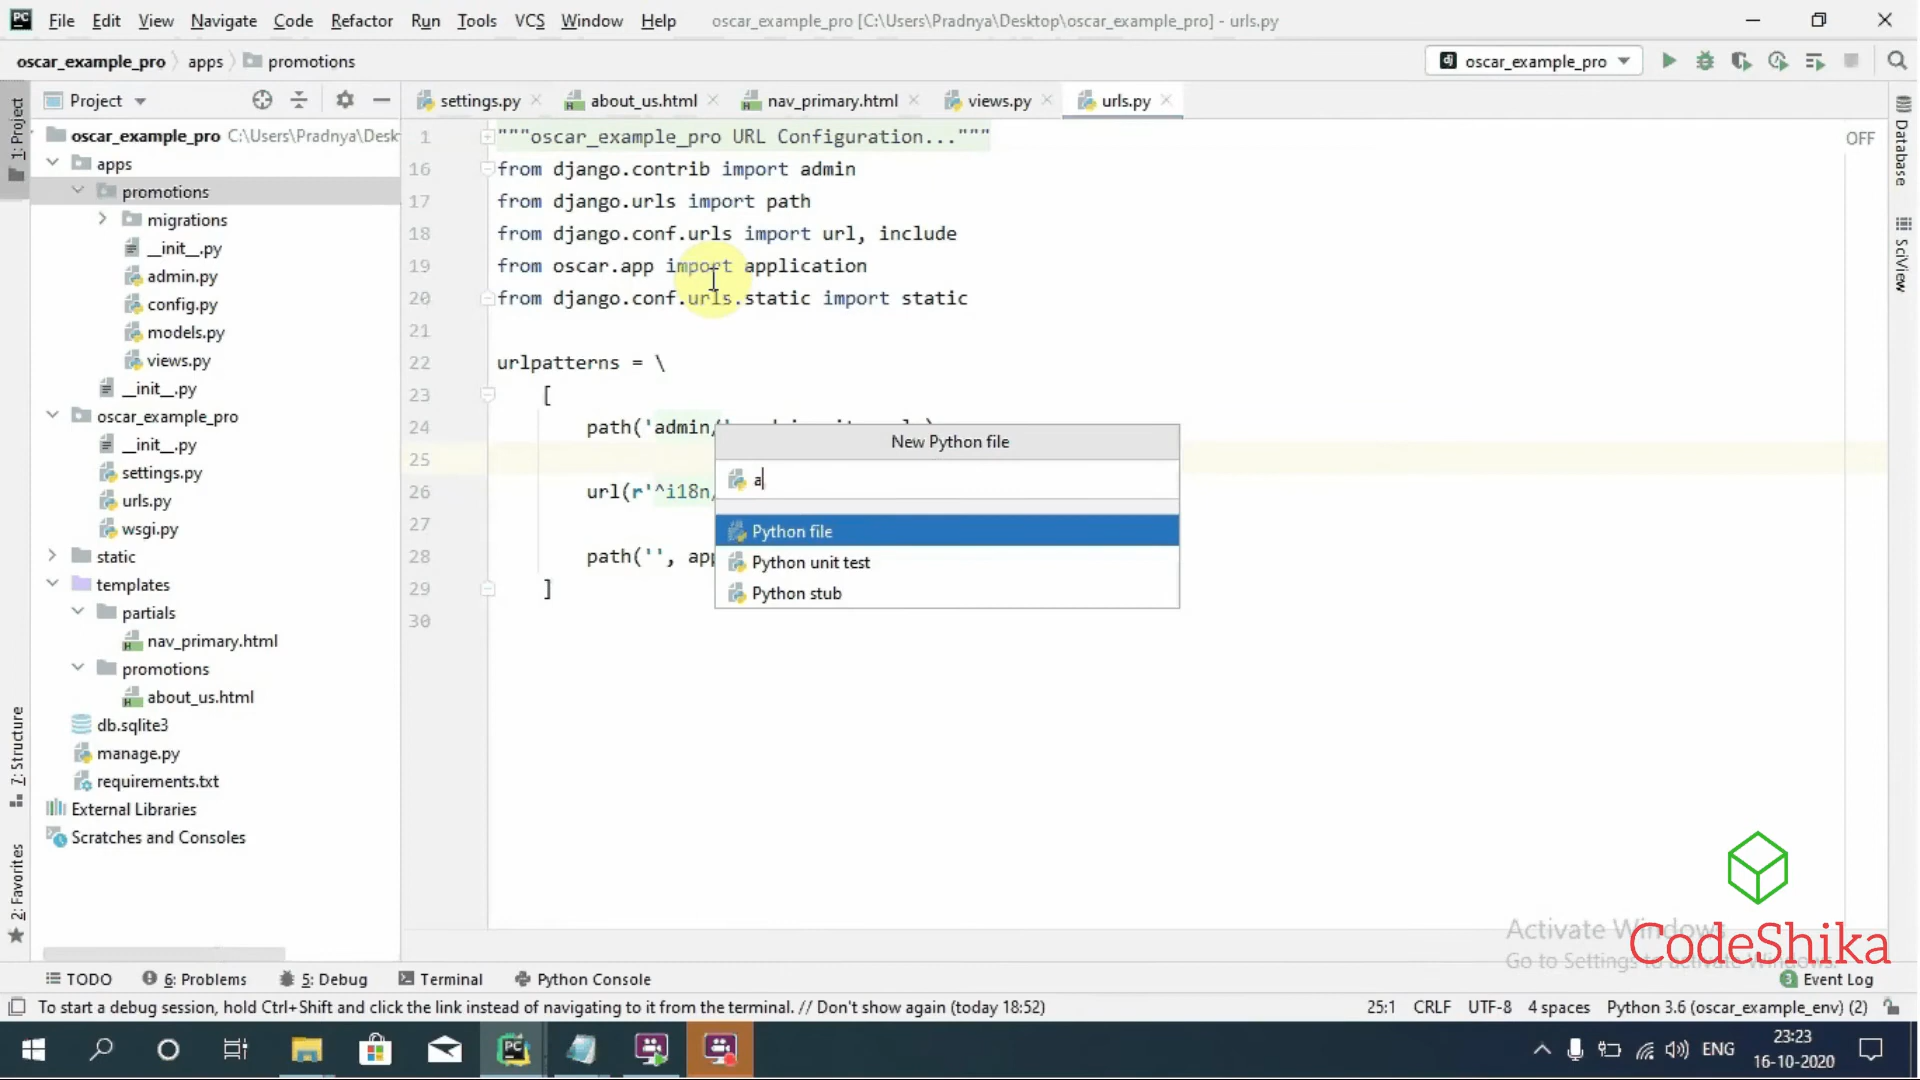 File Edit View Navigate Code Refactor Run Tools VCS Window Help oscar_example_pro [C:\Users\Pradnya\Desktop\oscar_example_pro] - urls.py
oscar_example_pro apps promotions oscar_example_pro
1: Project
Project
settings.py about_us.html nav_primary.html views.py urls.py
oscar_example_pro C:\Users\Pradnya\Desk
apps
promotions
migrations
__init__.py
admin.py
config.py
models.py
views.py
__init__.py
oscar_example_pro
__init__.py
settings.py
urls.py
wsgi.py
static
templates
partials
nav_primary.html
promotions
about_us.html
db.sqlite3
manage.py
requirements.txt
External Libraries
Scratches and Consoles
7: Structure
2: Favorites
1 """oscar_example_pro URL Configuration..."""
16 from django.contrib import admin
17 from django.urls import path
18 from django.conf.urls import url, include
19 from oscar.app import application
20 from django.conf.urls.static import static
21
22 urlpatterns = \
23 [
24 path('admin/
25
26 url(r'^i18n/
27
28 path('', app
29 ]
30
New Python file
a
Python file
Python unit test
Python stub
OFF
Database
SciView
Activate Windows
Go to Settings to activate Windows.
CodeShika
TODO 6: Problems 5: Debug Terminal Python Console 3 Event Log
To start a debug session, hold Ctrl+Shift and click the link instead of navigating to it from the terminal. // Don't show again (today 18:52) 25:1 CRLF UTF-8 4 spaces Python 3.6 (oscar_example_env) (2)
ENG
23:23
16-10-2020